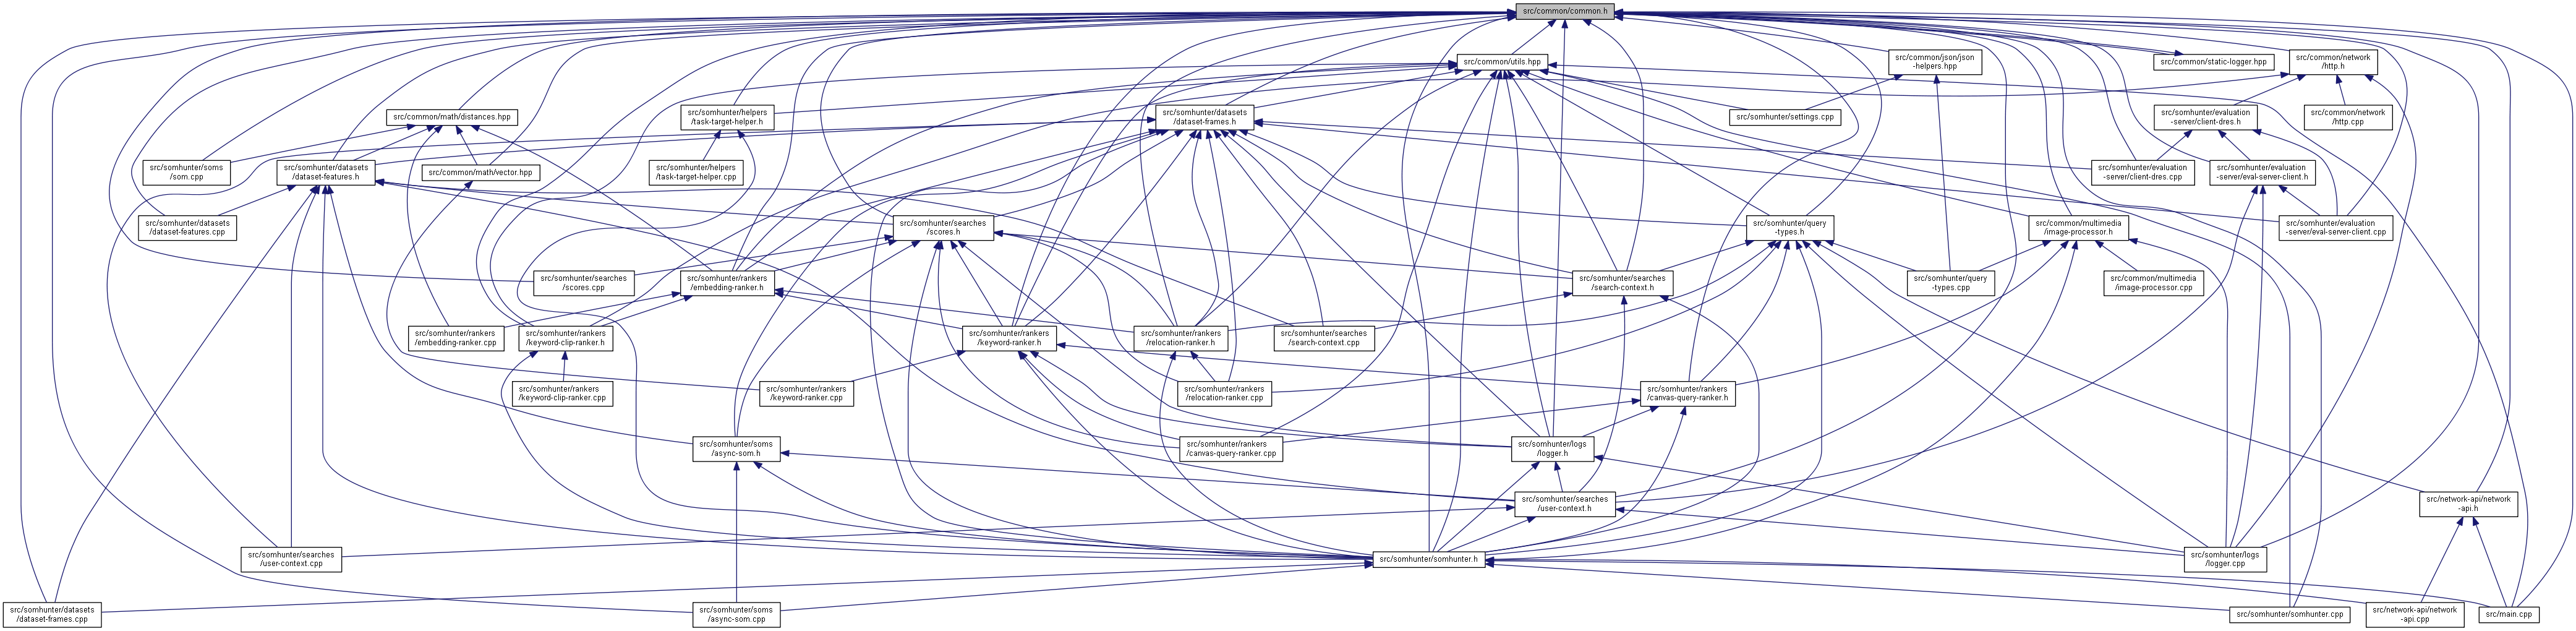 src/common/common.h
src/common/utils.hpp
src/common/json/json
-helpers.hpp
src/common/static-logger.hpp
src/common/network
/http.h
src/common/math/distances.hpp
src/somhunter/helpers
/task-target-helper.h
src/somhunter/datasets
/dataset-frames.h
src/somhunter/settings.cpp
src/somhunter/evaluation
-server/client-dres.h
src/common/network
/http.cpp
src/somhunter/soms
/som.cpp
src/somhunter/datasets
/dataset-features.h
src/common/math/vector.hpp
src/somhunter/helpers
/task-target-helper.cpp
src/somhunter/evaluation
-server/client-dres.cpp
src/somhunter/evaluation
-server/eval-server-client.h
src/somhunter/datasets
/dataset-features.cpp
src/somhunter/searches
/scores.h
src/somhunter/query
-types.h
src/common/multimedia
/image-processor.h
src/somhunter/evaluation
-server/eval-server-client.cpp
src/somhunter/searches
/scores.cpp
src/somhunter/rankers
/embedding-ranker.h
src/somhunter/searches
/search-context.h
src/somhunter/query
-types.cpp
src/common/multimedia
/image-processor.cpp
src/somhunter/rankers
/embedding-ranker.cpp
src/somhunter/rankers
/keyword-clip-ranker.h
src/somhunter/rankers
/keyword-ranker.h
src/somhunter/rankers
/relocation-ranker.h
src/somhunter/searches
/search-context.cpp
src/somhunter/rankers
/keyword-clip-ranker.cpp
src/somhunter/rankers
/keyword-ranker.cpp
src/somhunter/rankers
/relocation-ranker.cpp
src/somhunter/rankers
/canvas-query-ranker.h
src/somhunter/soms
/async-som.h
src/somhunter/rankers
/canvas-query-ranker.cpp
src/somhunter/logs
/logger.h
src/somhunter/searches
/user-context.h
src/network-api/network
-api.h
src/somhunter/searches
/user-context.cpp
src/somhunter/somhunter.h
src/somhunter/logs
/logger.cpp
src/somhunter/datasets
/dataset-frames.cpp
src/somhunter/soms
/async-som.cpp
src/somhunter/somhunter.cpp
src/network-api/network
-api.cpp
src/main.cpp